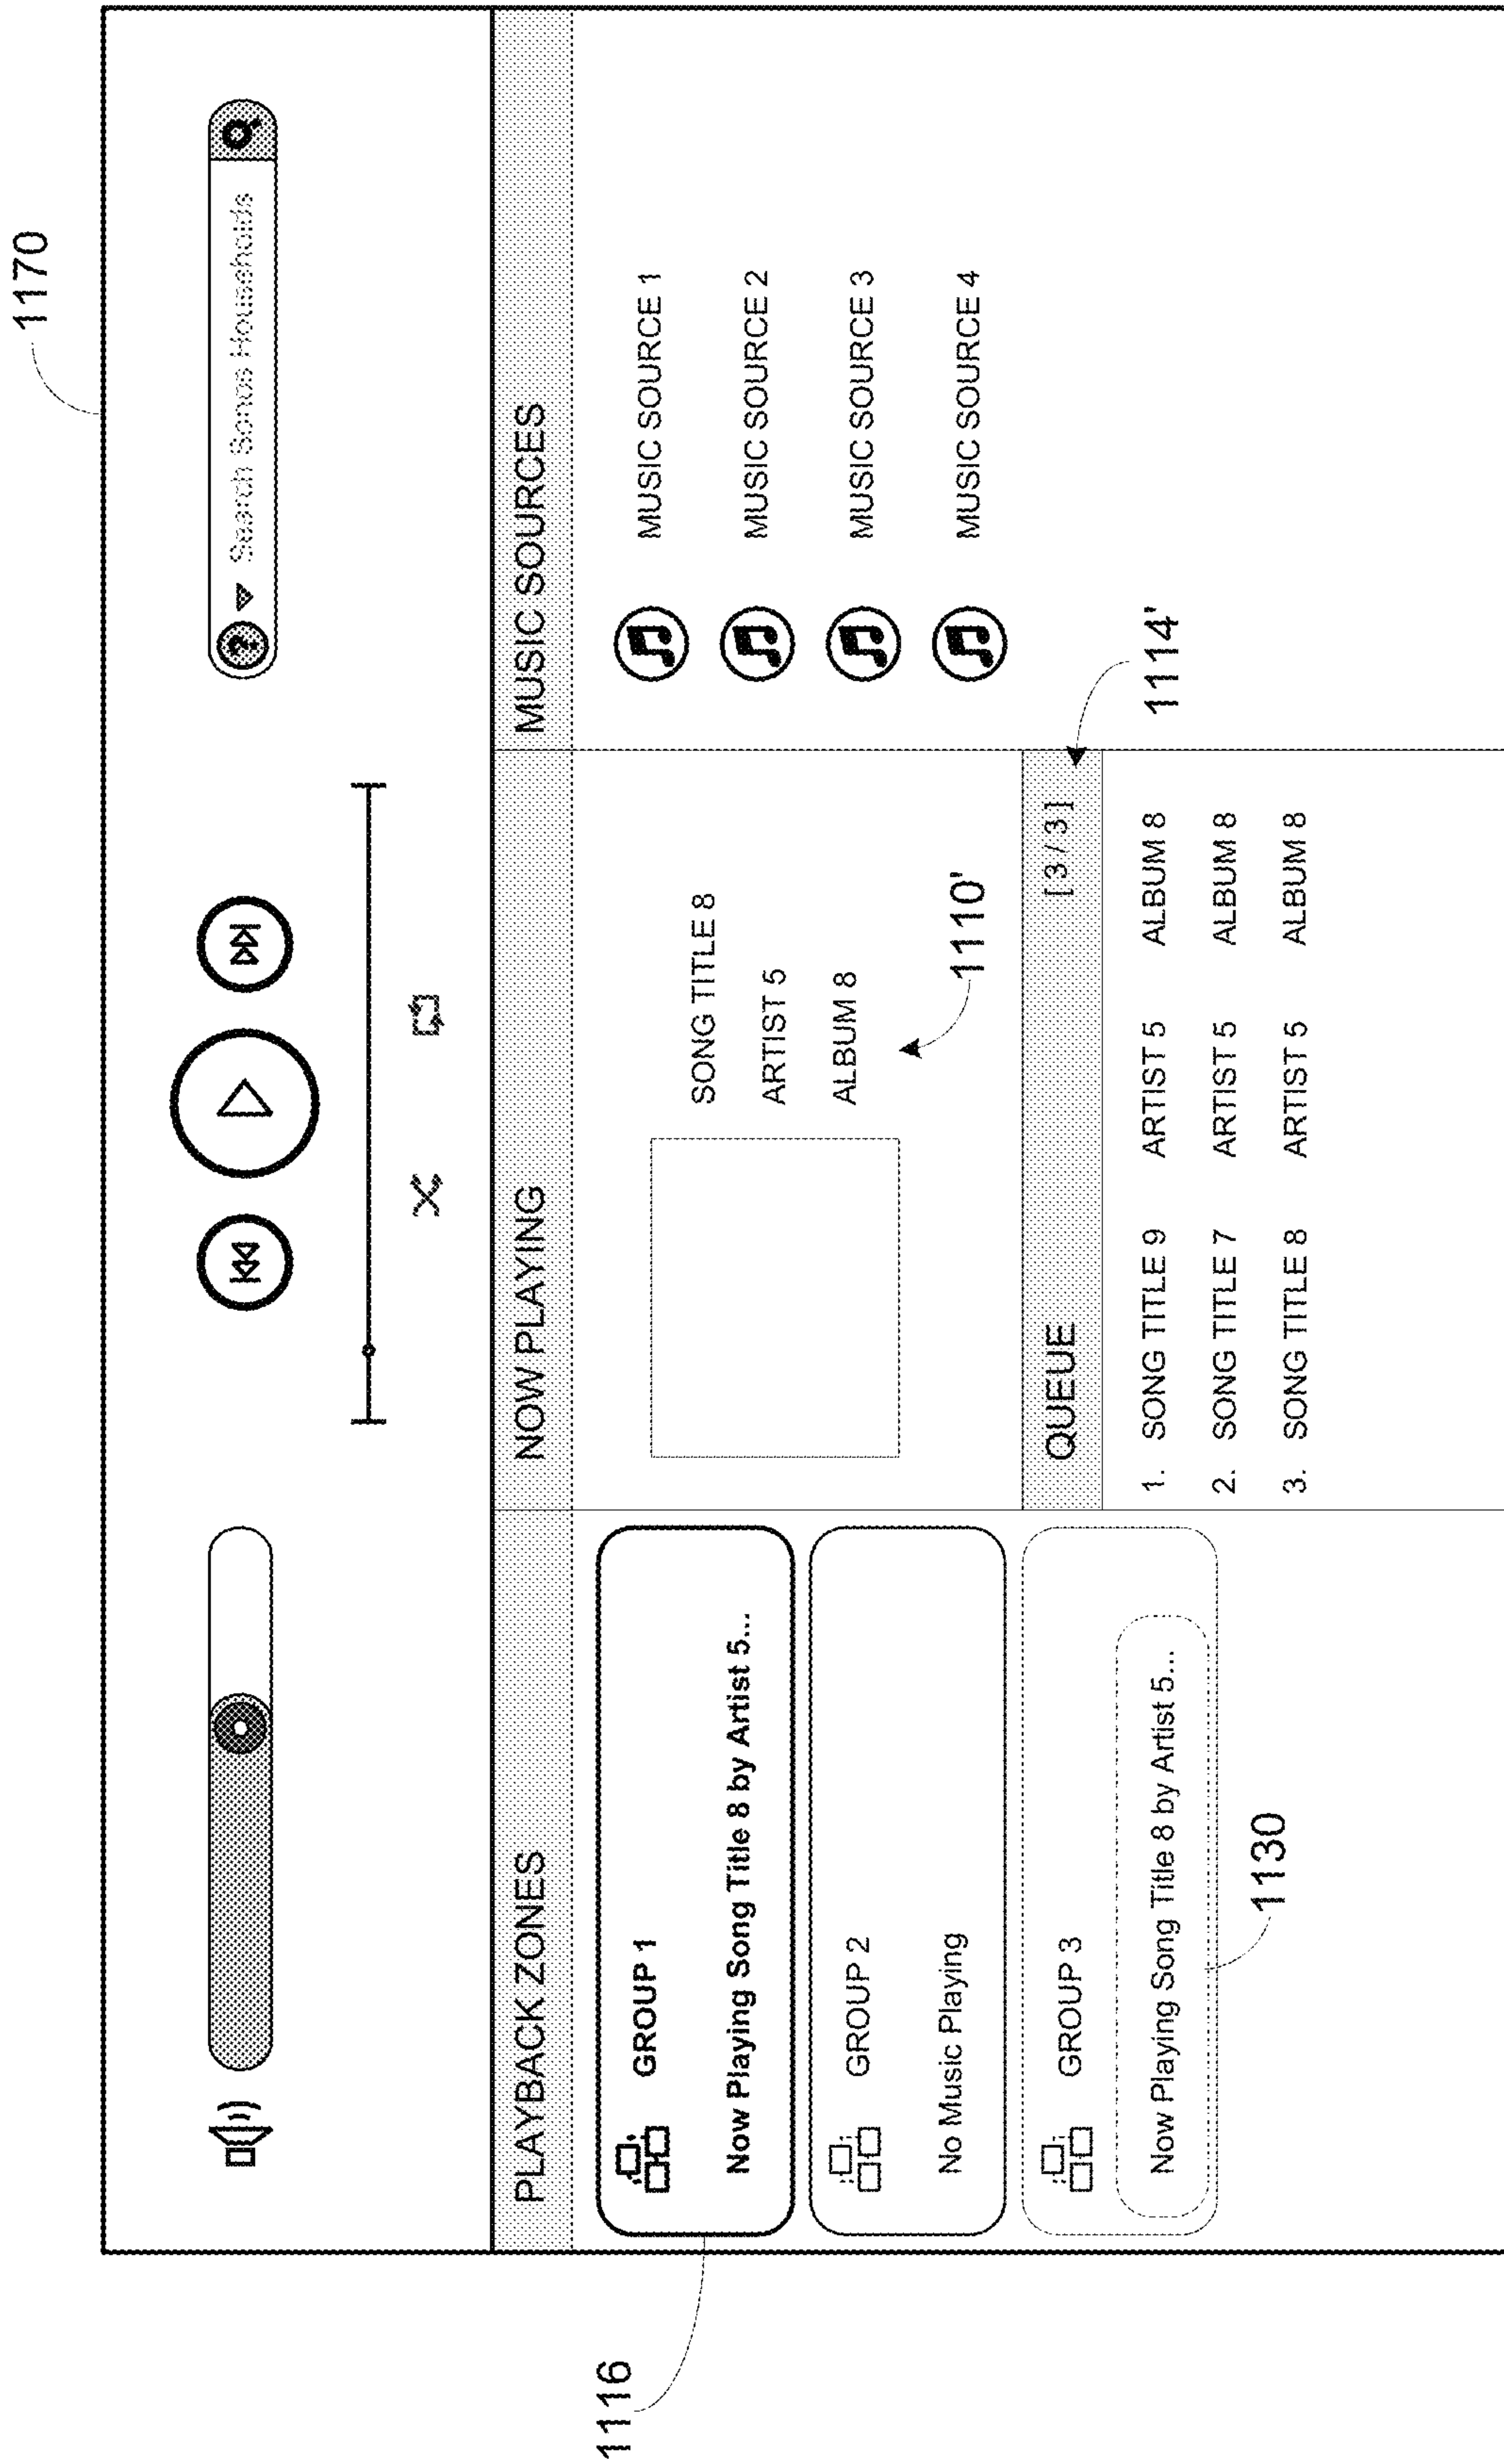 1170
? Search Sonos Households
PLAYBACK ZONES
NOW PLAYING
MUSIC SOURCES
1116
GROUP 1
Now Playing Song Title 8 by Artist 5...
GROUP 2
No Music Playing
GROUP 3
Now Playing Song Title 8 by Artist 5...
1130
SONG TITLE 8
ARTIST 5
ALBUM 8
1110'
QUEUE [ 3 / 3 ]
1114'
1. SONG TITLE 9 ARTIST 5 ALBUM 8
2. SONG TITLE 7 ARTIST 5 ALBUM 8
3. SONG TITLE 8 ARTIST 5 ALBUM 8
MUSIC SOURCE 1
MUSIC SOURCE 2
MUSIC SOURCE 3
MUSIC SOURCE 4